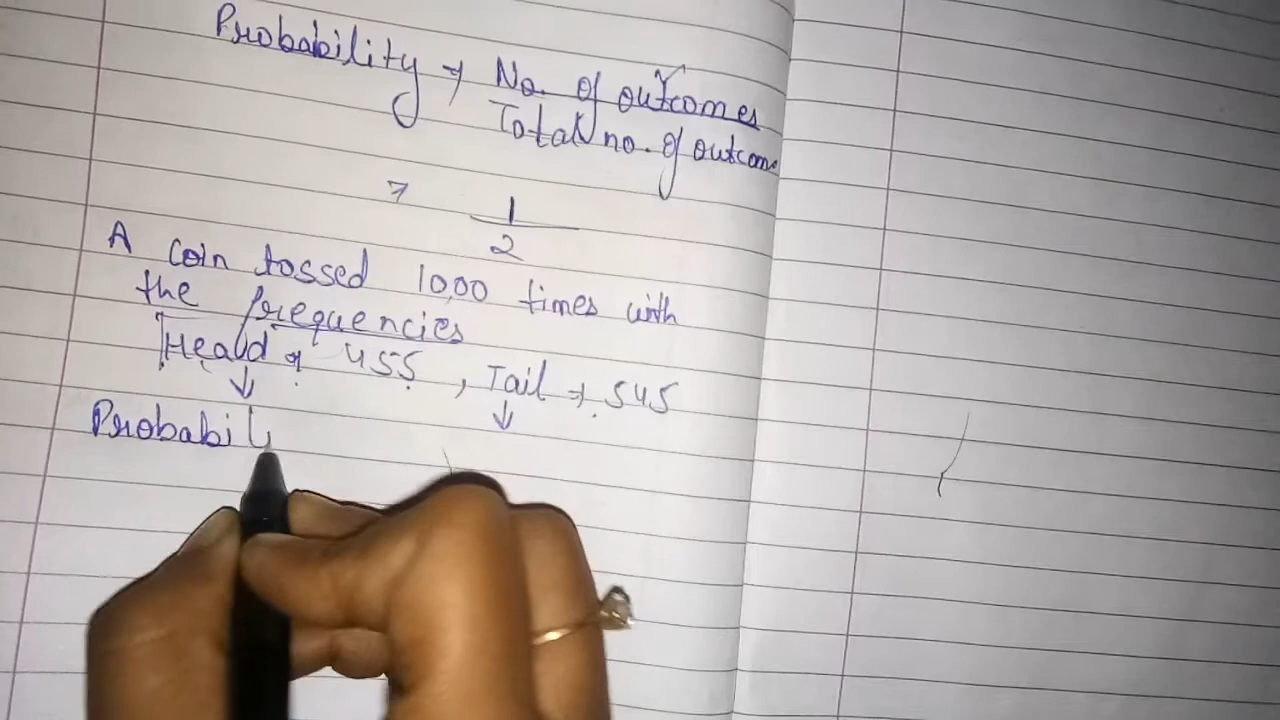 Probability → No. of outcomes
Total no. of outcome
→ 1
2
A Coin tossed 1000 times with
the frequencies
Head → 455 , Tail → 545
Probabil